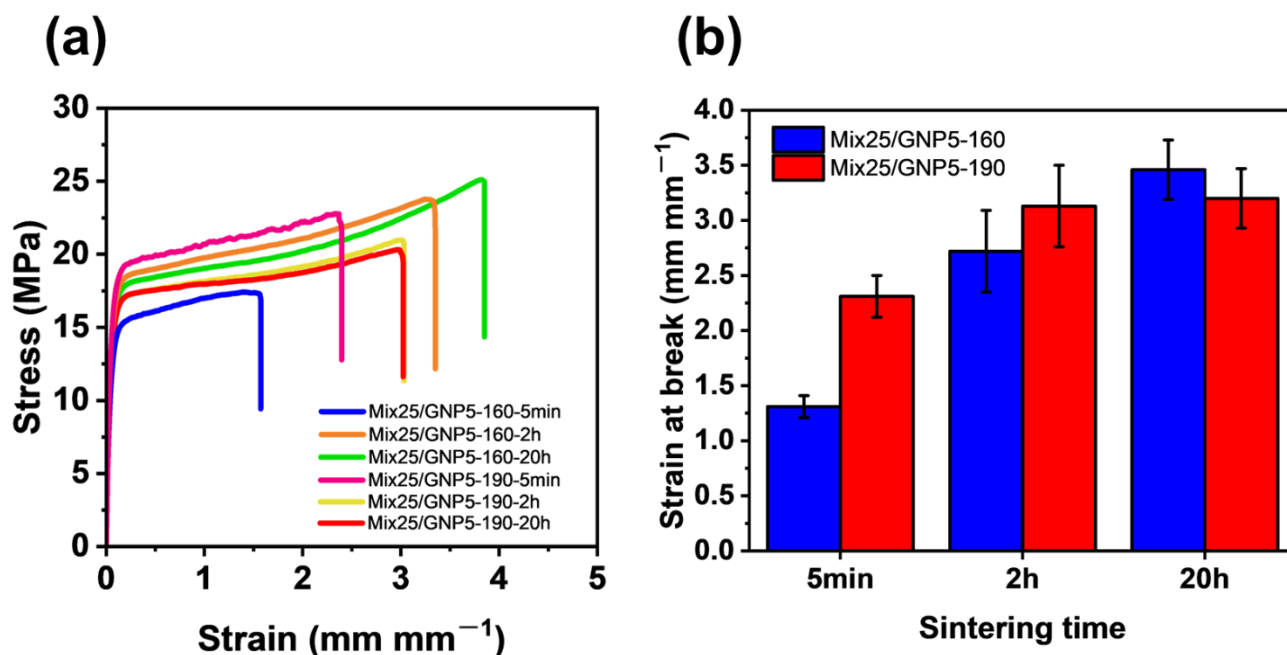 (a)
(b)
Stress (MPa)
30
25
20
15
10
5
0
Mix25/GNP5-160-5min
Mix25/GNP5-160-2h
Mix25/GNP5-160-20h
Mix25/GNP5-190-5min
Mix25/GNP5-190-2h
Mix25/GNP5-190-20h
0 1 2 3 4 5
Strain (mm mm⁻¹)
Strain at break (mm mm⁻¹)
4.0
3.5
3.0
2.5
2.0
1.5
1.0
0.5
0.0
Mix25/GNP5-160
Mix25/GNP5-190
5min 2h 20h
Sintering time